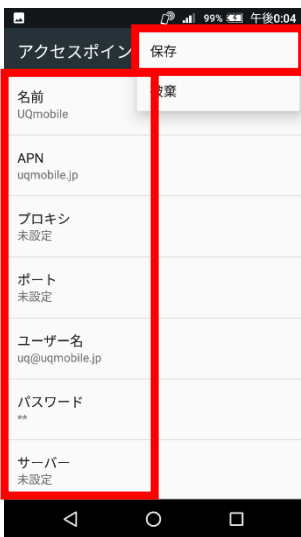 99% 午後0:04
アクセスポイン
保存
破棄
名前
UQmobile
APN
uqmobile.jp
プロキシ
未設定
ポート
未設定
ユーザー名
uq@uqmobile.jp
パスワード
**
サーバー
未設定